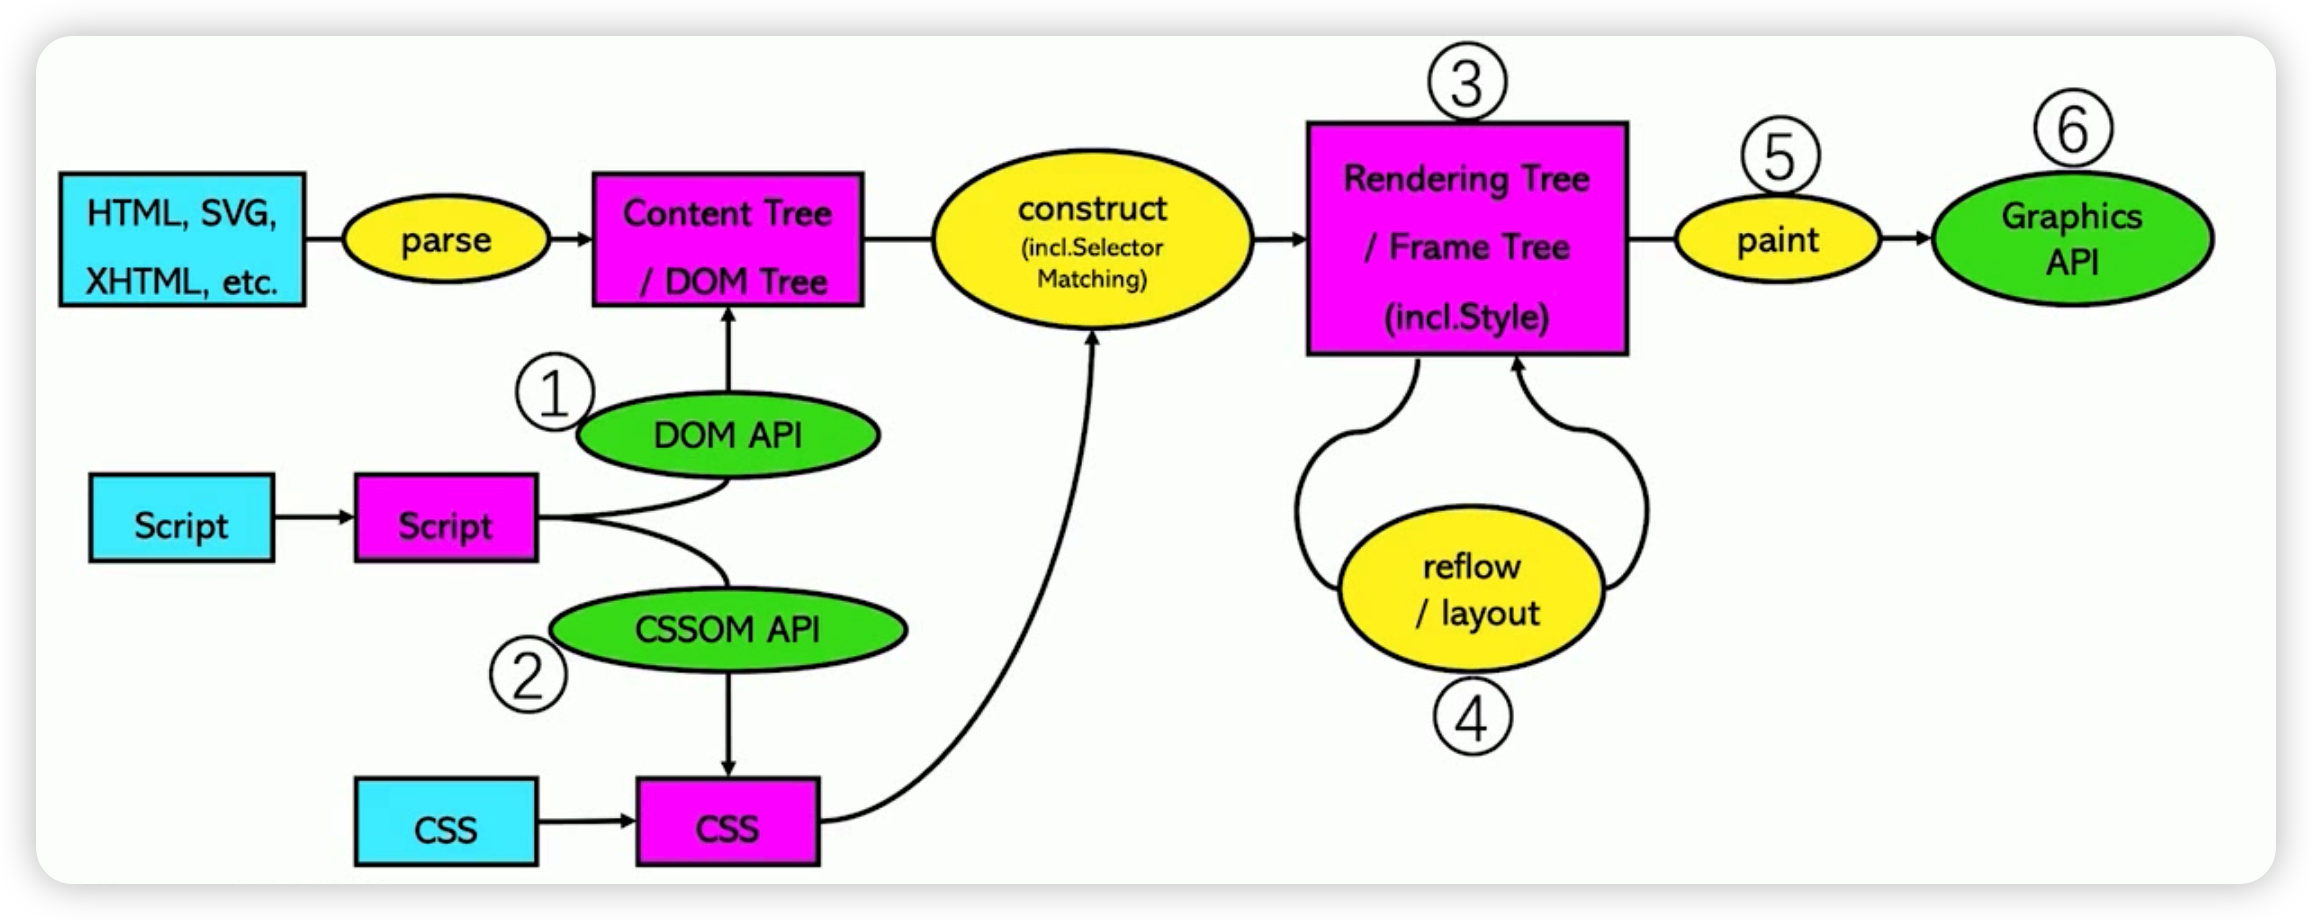 ③
⑤
⑥
HTML, SVG,
XHTML, etc.
parse
Content Tree
/ DOM Tree
construct
(incl.Selector
Matching)
Rendering Tree
/ Frame Tree
(incl.Style)
paint
Graphics
API
①
DOM API
Script
Script
CSSOM API
②
reflow
/ layout
④
CSS
CSS